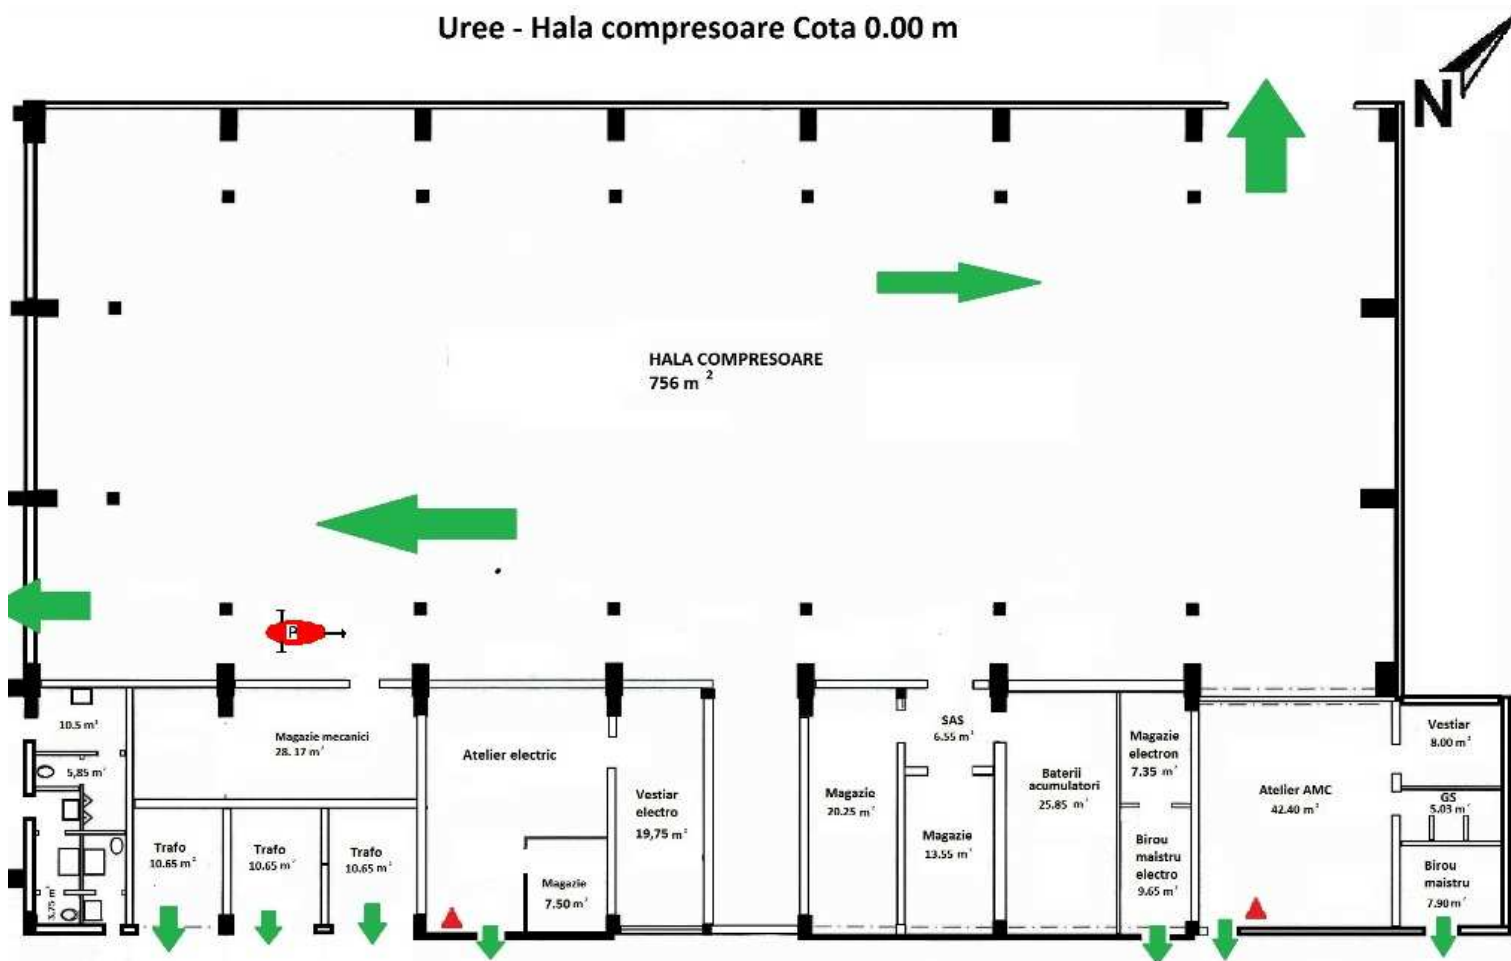 Uree - Hala compresoare Cota 0.00 m
N
HALA COMPRESOARE
756 m²
P
10.5 m²
5,85 m²
3.75 m²
Magazie mecanici
28. 17 m²
Trafo
10.65 m²
Trafo
10.65 m²
Trafo
10.65 m²
Atelier electric
Magazie
7.50 m²
Vestiar
electro
19,75 m²
Magazie
20.25 m²
SAS
6.55 m²
Magazie
13.55 m²
Baterii
acumulatori
25.85 m²
Magazie
electron
7.35 m²
Birou
maistru
electro
9.65 m²
Atelier AMC
42.40 m²
Vestiar
8.00 m²
GS
5.03 m²
Birou
maistru
7.90 m²